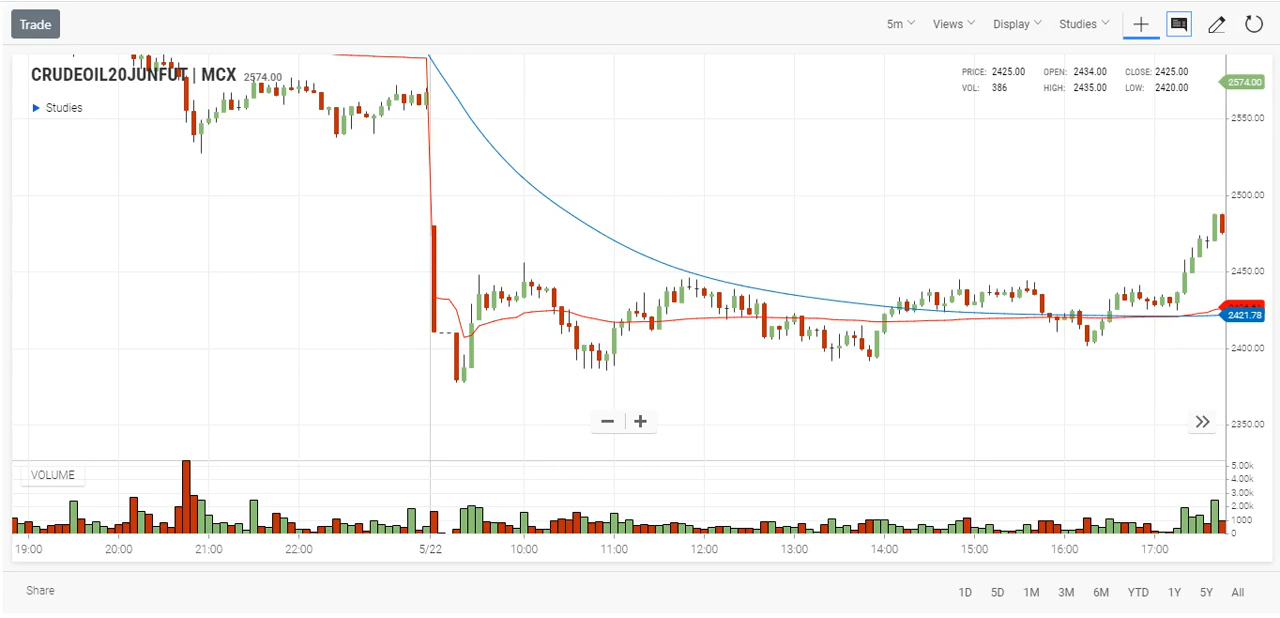 Trade 5m Views Display Studies
CRUDEOIL20JUNFUT | MCX 2574.00
PRICE: 2425.00 OPEN: 2434.00 CLOSE: 2425.00
VOL: 386 HIGH: 2435.00 LOW: 2420.00
Studies
2574.00
2550.00
2500.00
2450.00
2421.78
2400.00
2350.00
VOLUME
5.00k
4.00k
3.00k
2.00k
1000
0
19:00 20:00 21:00 22:00 5/22 10:00 11:00 12:00 13:00 14:00 15:00 16:00 17:00
Share 1D 5D 1M 3M 6M YTD 1Y 5Y All